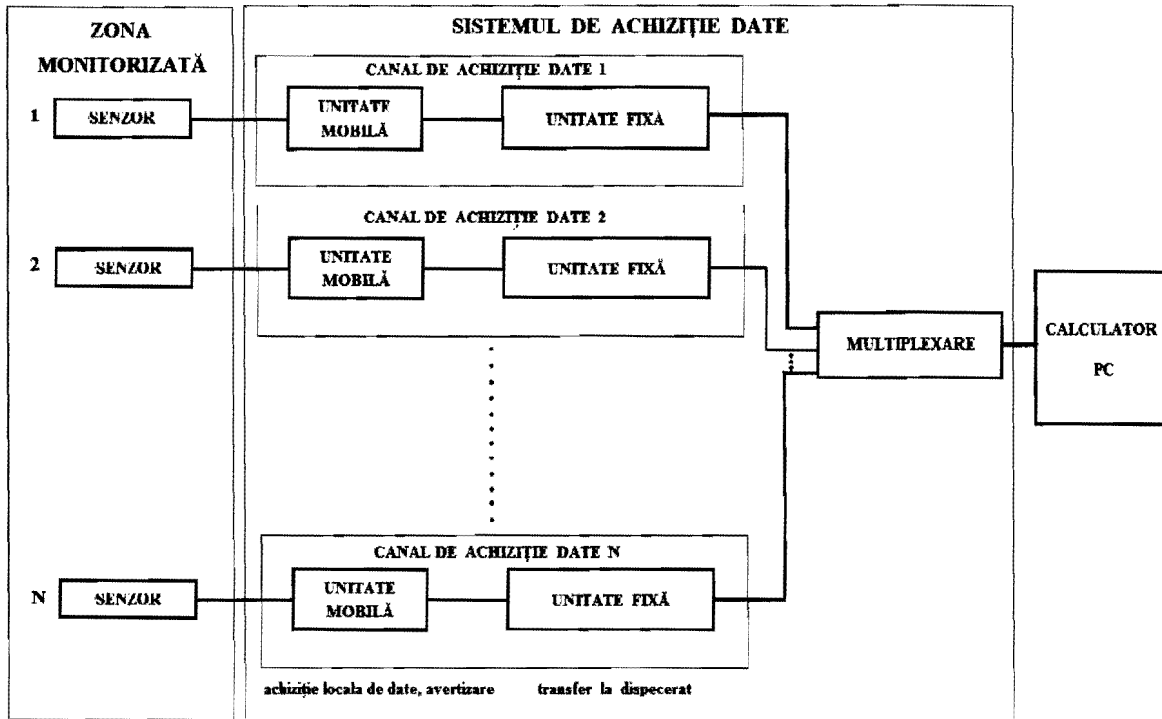 ZONA
MONITORIZATĂ
SISTEMUL DE ACHIZIȚIE DATE
CANAL DE ACHIZIȚIE DATE 1
1
SENZOR
UNITATE
MOBILĂ
UNITATE FIXĂ
CANAL DE ACHIZIȚIE DATE 2
2
SENZOR
UNITATE
MOBILĂ
UNITATE FIXĂ
MULTIPLEXARE
CALCULATOR
PC
CANAL DE ACHIZIȚIE DATE N
N
SENZOR
UNITATE
MOBILĂ
UNITATE FIXĂ
achiziție locala de date, avertizare
transfer la dispecerat